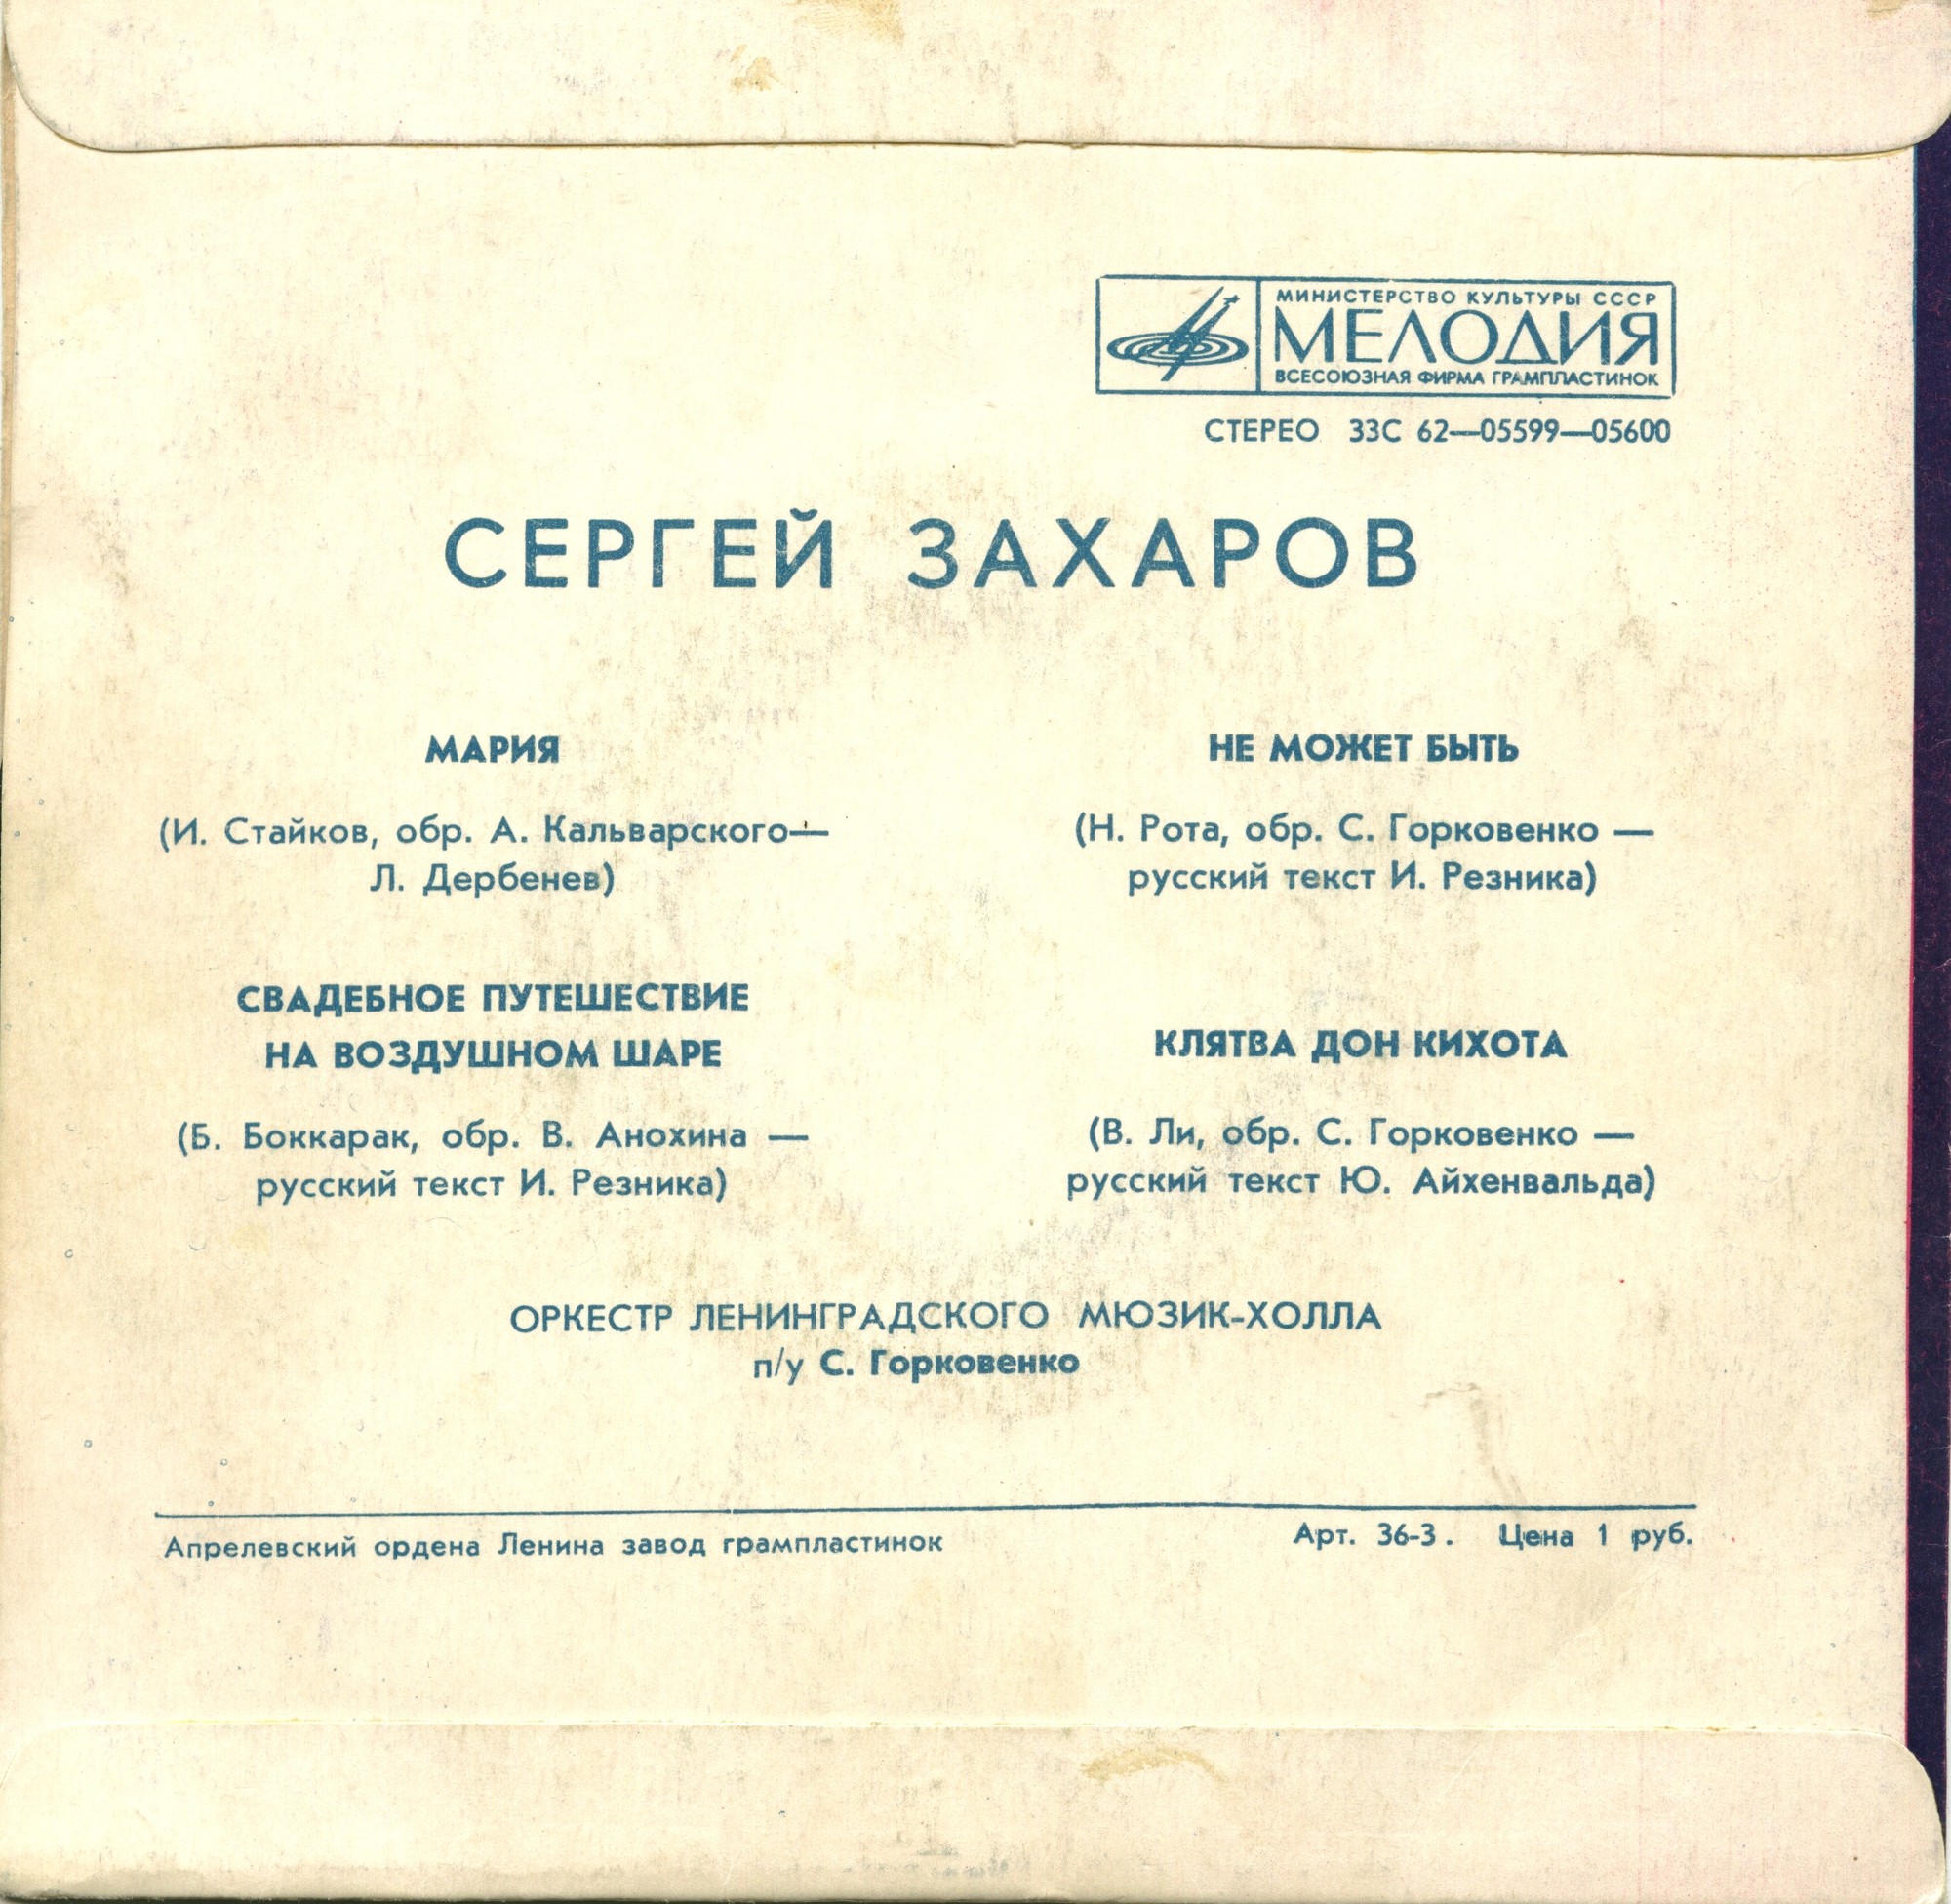 МИНИСТЕРСТВО КУЛЬТУРЫ СССР
МЕЛОДИЯ
ВСЕСОЮЗНАЯ ФИРМА ГРАМПЛАСТИНОК
СТЕРЕО 33С 62—05599—05600
СЕРГЕЙ ЗАХАРОВ
МАРИЯ
(И. Стайков, обр. А. Кальварского—
Л. Дербенев)
СВАДЕБНОЕ ПУТЕШЕСТВИЕ
НА ВОЗДУШНОМ ШАРЕ
(Б. Боккарак, обр. В. Анохина —
русский текст И. Резника)
НЕ МОЖЕТ БЫТЬ
(Н. Рота, обр. С. Горковенко —
русский текст И. Резника)
КЛЯТВА ДОН КИХОТА
(В. Ли, обр. С. Горковенко —
русский текст Ю. Айхенвальда)
ОРКЕСТР ЛЕНИНГРАДСКОГО МЮЗИК-ХОЛЛА
п/у С. Горковенко
Апрелевский ордена Ленина завод грампластинок
Арт. 36-3. Цена 1 руб.